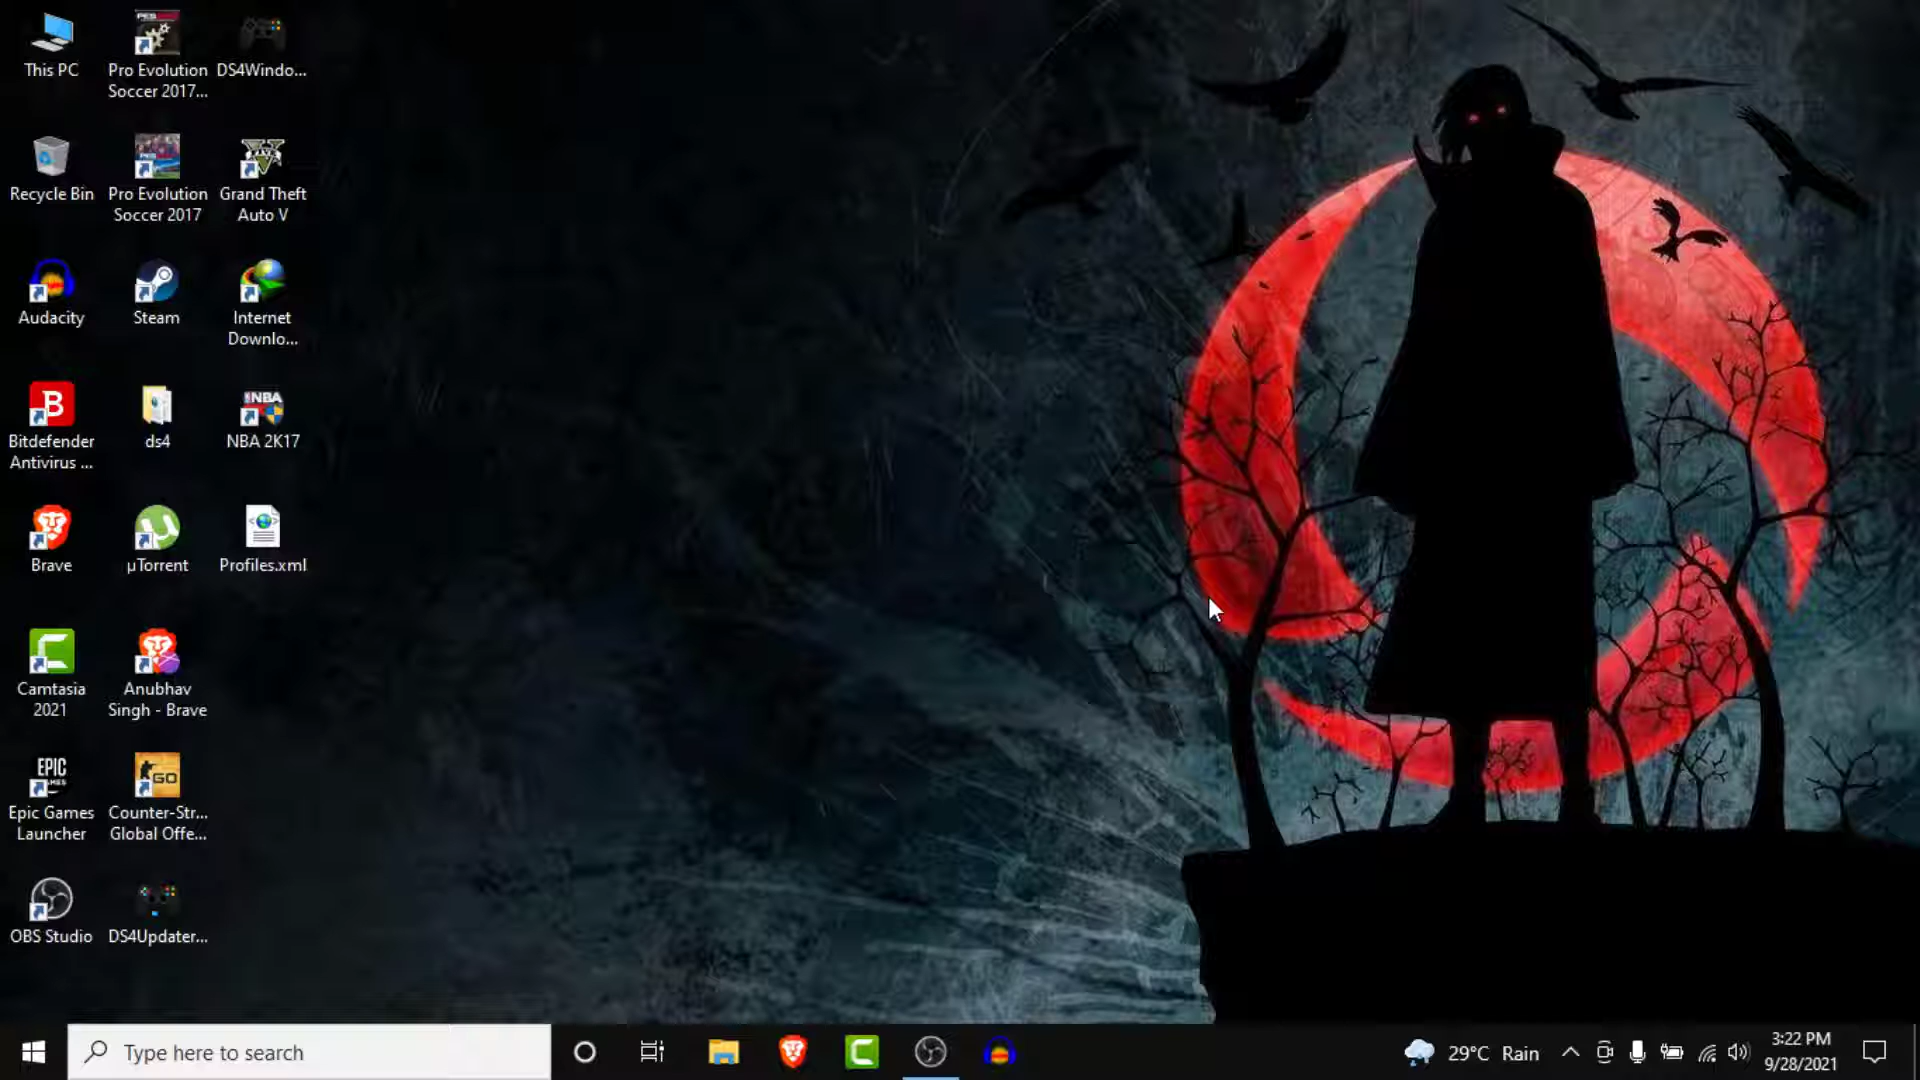 This PC
Pro Evolution
Soccer 2017...
DS4Windo...
Recycle Bin
Pro Evolution
Soccer 2017
Grand Theft
Auto V
Audacity
Steam
Internet
Downlo...
Bitdefender
Antivirus ...
ds4
NBA 2K17
Brave
µTorrent
Profiles.xml
Camtasia
2021
Anubhav
Singh - Brave
Epic Games
Launcher
Counter-Str...
Global Offe...
OBS Studio
DS4Updater...
Type here to search
29°C Rain
3:22 PM
9/28/2021